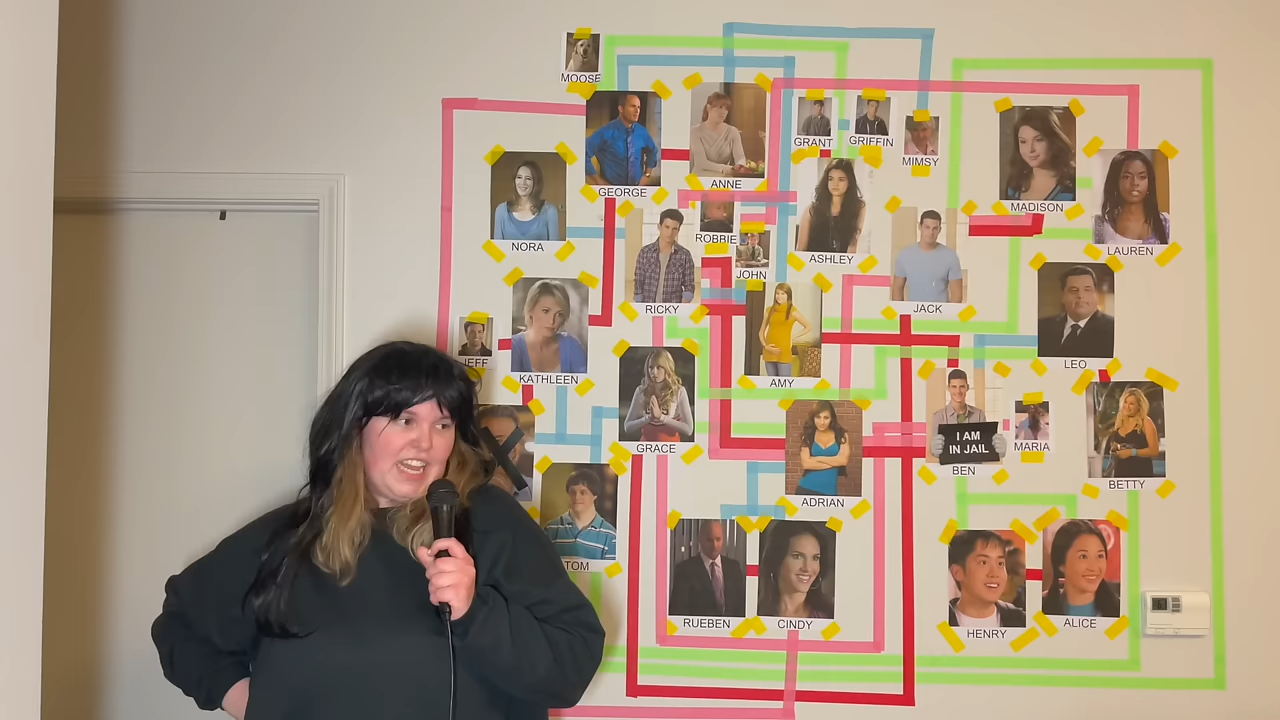 MOOSE
GEORGE
ANNE
GRANT
GRIFFIN
MIMSY
MADISON
LAUREN
NORA
RICKY
ROBBIE
JOHN
ASHLEY
JACK
LEO
JEFF
KATHLEEN
AMY
GRACE
ADRIAN
I AM
IN JAIL
BEN
MARIA
BETTY
TOM
RUEBEN
CINDY
HENRY
ALICE